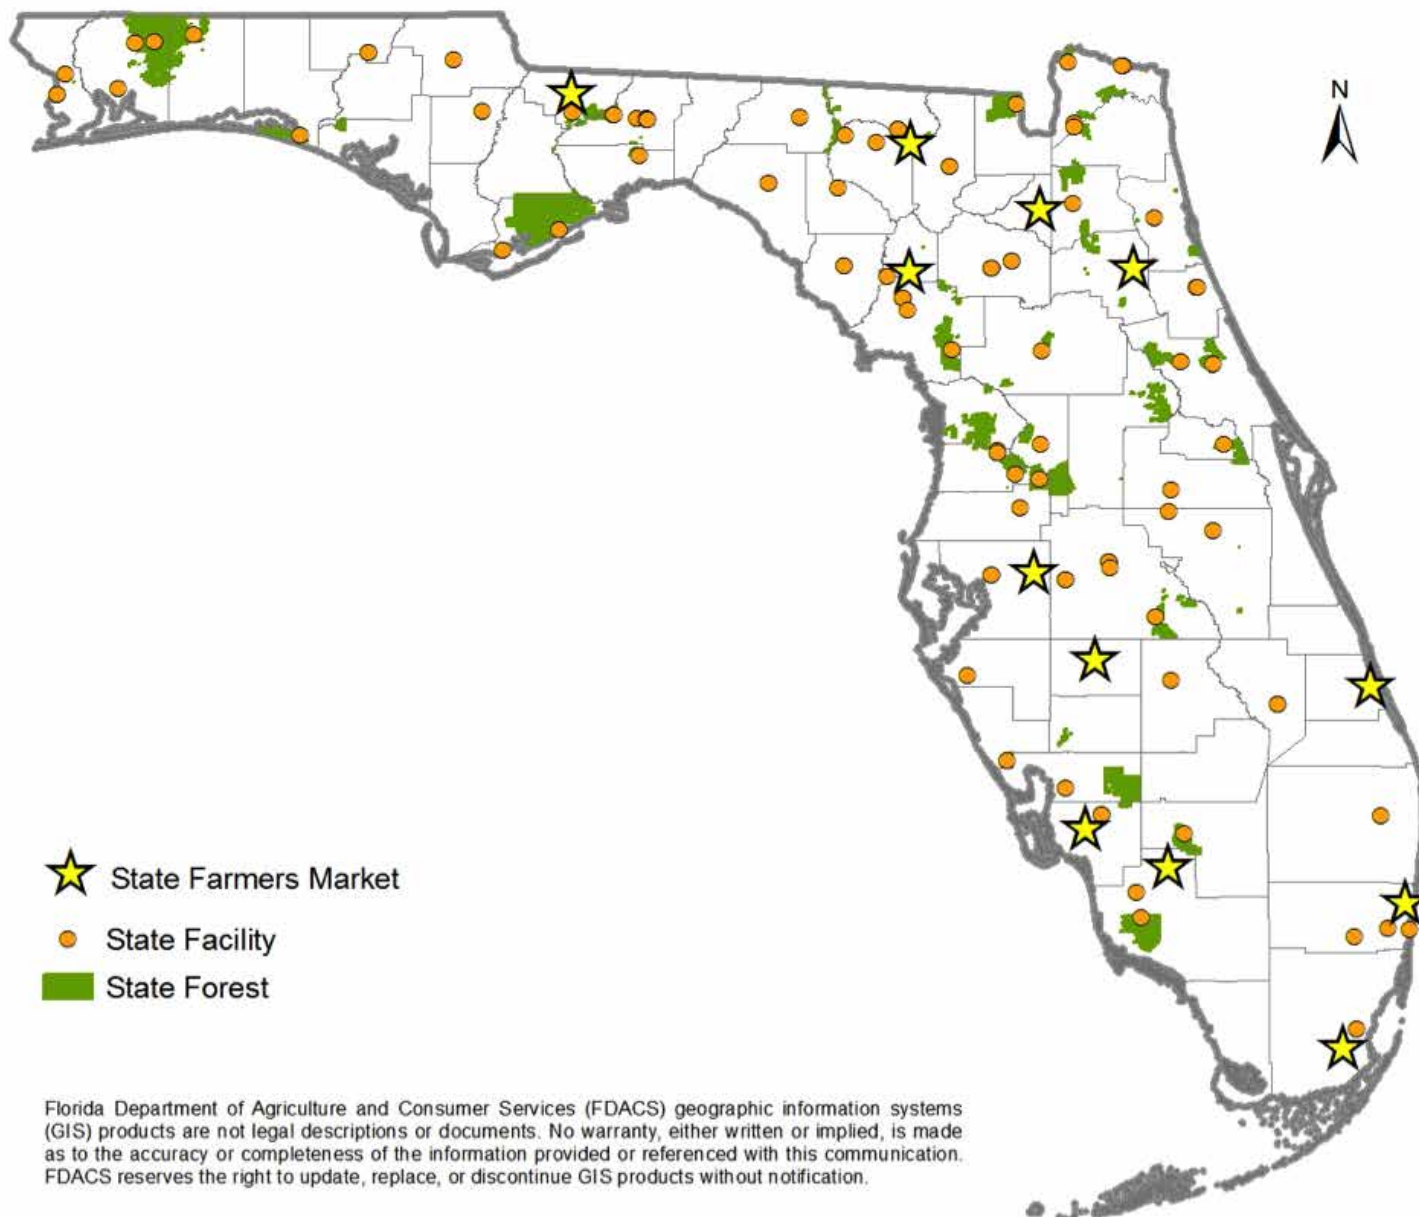 N
State Farmers Market
State Facility
State Forest
Florida Department of Agriculture and Consumer Services (FDACS) geographic information systems
(GIS) products are not legal descriptions or documents. No warranty, either written or implied, is made
as to the accuracy or completeness of the information provided or referenced with this communication.
FDACS reserves the right to update, replace, or discontinue GIS products without notification.